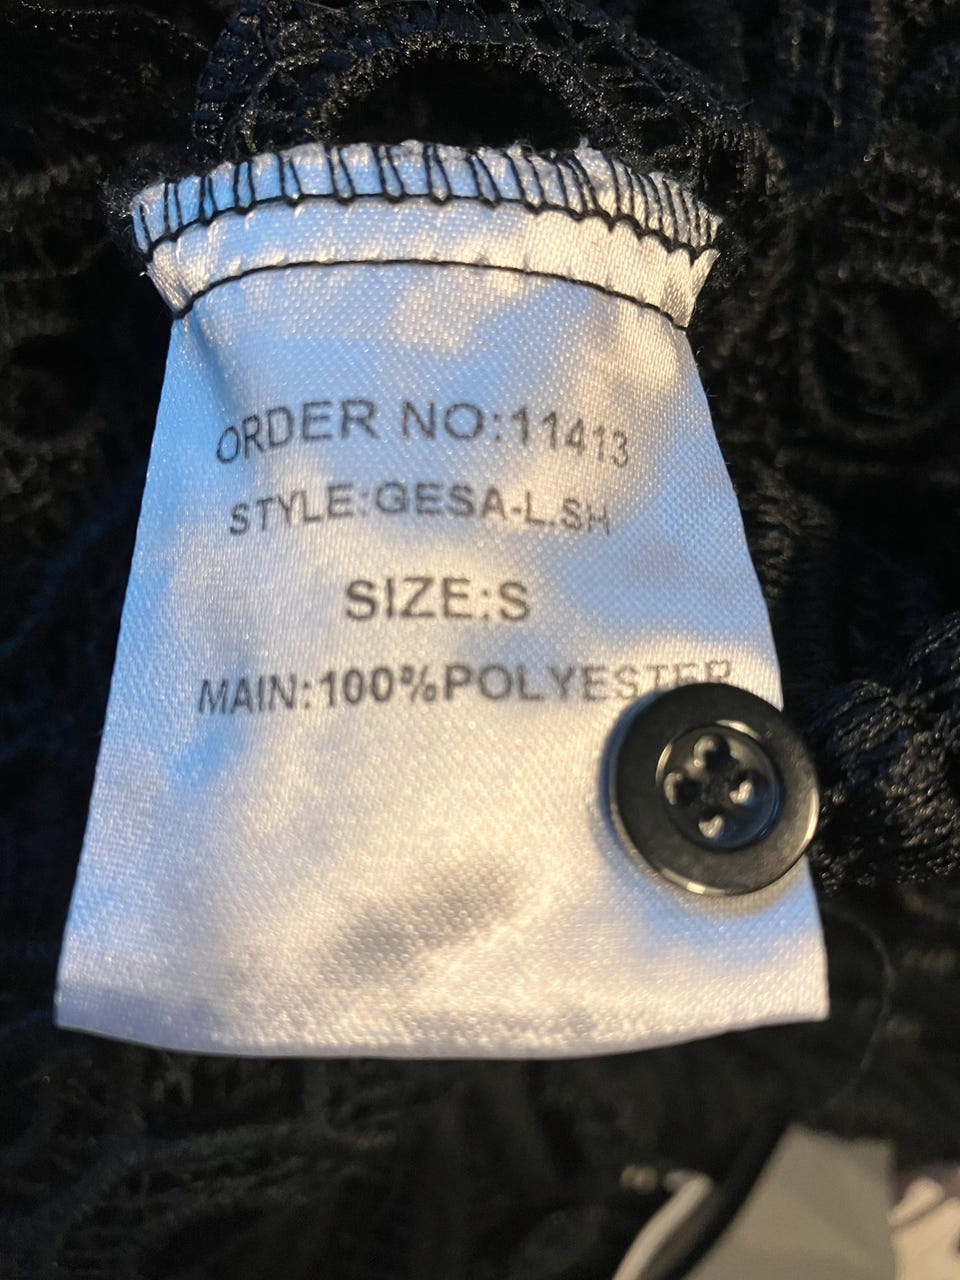 ORDER NO:11413
STYLE:GESA-L.SH
SIZE:S
MAIN:100%POLYESTER